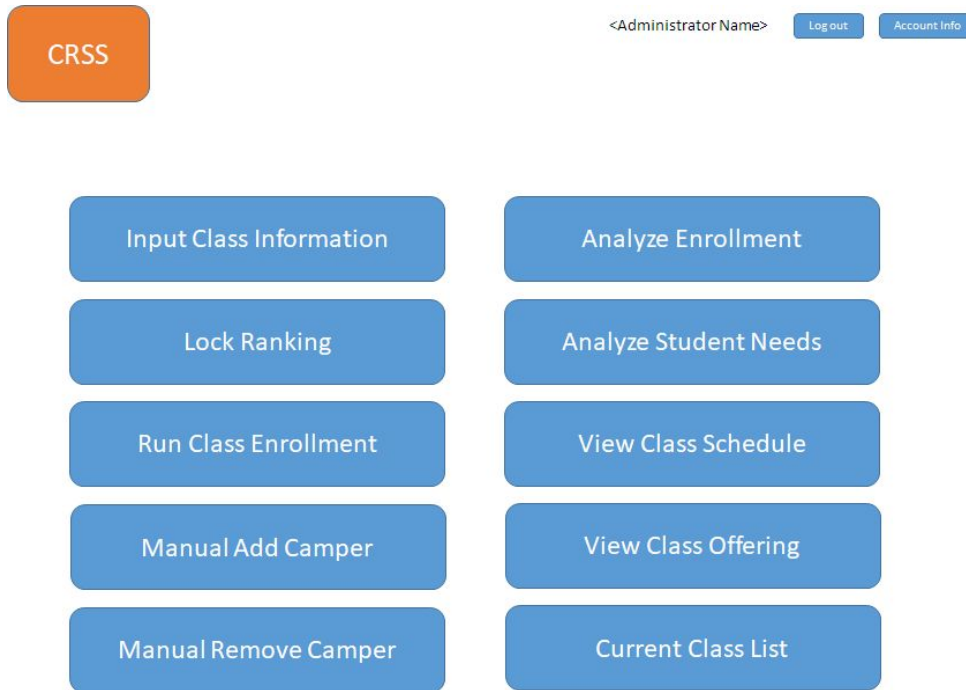 CRSS
<Administrator Name>
Log out
Account Info
Input Class Information
Analyze Enrollment
Lock Ranking
Analyze Student Needs
Run Class Enrollment
View Class Schedule
Manual Add Camper
View Class Offering
Manual Remove Camper
Current Class List